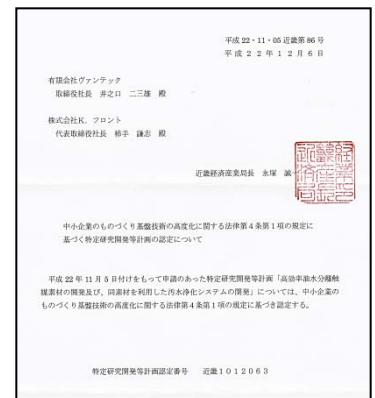 平成22・11・05近畿第86号
平成22年12月6日
有限会社ヴァンテック
取締役社長 井之口 二三雄 殿
株式会社K.フロント
代表取締役社長 柿手 謙志 殿
近畿経済産業局長 永塚 誠一
中小企業のものづくり基盤技術の高度化に関する法律第4条第1項の規定に
基づく特定研究開発等計画の認定について
平成22年11月5日付けをもって申請のあった特定研究開発等計画「高効率油水分離触
媒素材の開発及び、同素材を利用した汚水浄化システムの開発」については、中小企業の
ものづくり基盤技術の高度化に関する法律第4条第1項の規定に基づき認定する。
特定研究開発等計画認定番号 近畿1012063